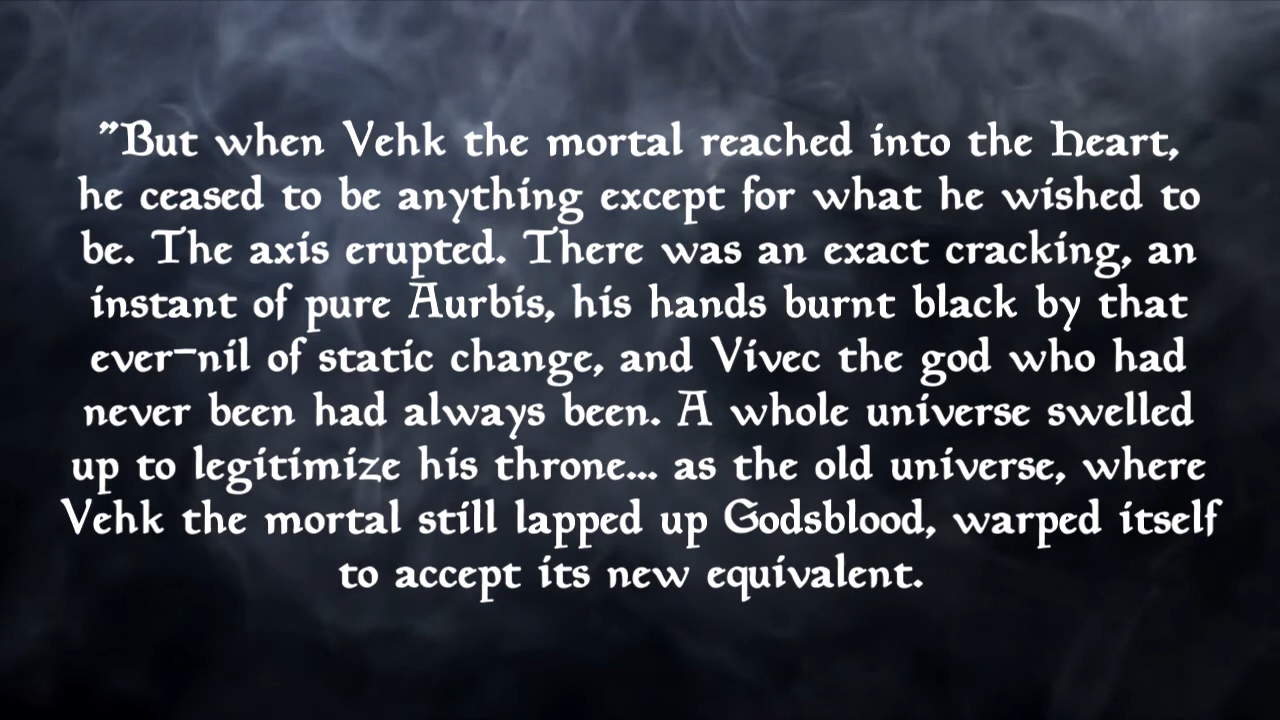 "But when Vehk the mortal reached into the Heart,
he ceased to be anything except for what he wished to
be. The axis erupted. There was an exact cracking, an
instant of pure Aurbis, his hands burnt black by that
ever-nil of static change, and Vivec the god who had
never been had always been. A whole universe swelled
up to legitimize his throne... as the old universe, where
Vehk the mortal still lapped up Godsblood, warped itself
to accept its new equivalent.